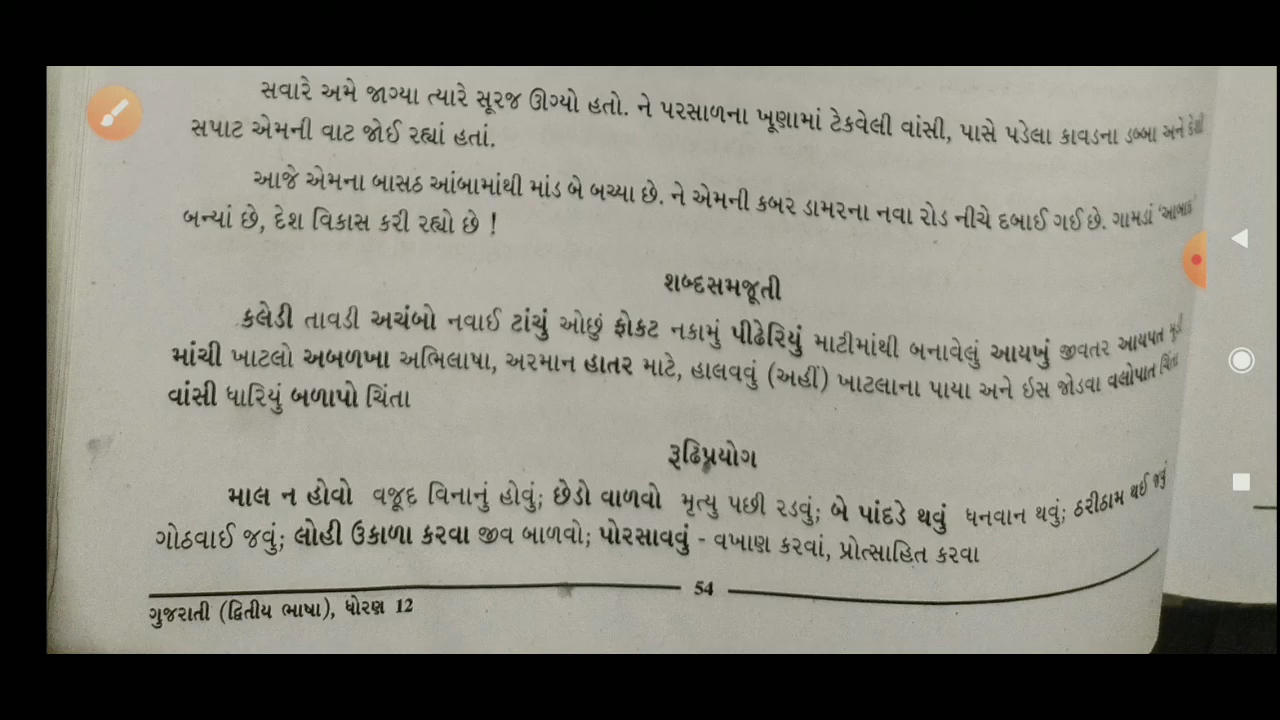 સવારે અમે જાગ્યા ત્યારે સૂરજ ઊગ્યો હતો. ને પરસાળના ખૂણામાં ટેકવેલી વાંસી, પાસે પડેલા કાવડના ડબ્બા અને
સપાટ એમની વાટ જોઈ રહ્યાં હતાં.
આજે એમના બાસઠ આંબામાંથી માંડ બે બચ્યા છે. ને એમની કબર ડામરના નવા રોડ નીચે દબાઈ ગઈ છે. ગામડાં
બન્યાં છે, દેશ વિકાસ કરી રહ્યો છે !
શબ્દસમજૂતી
કલેડી તાવડી અચંબો નવાઈ ટાંચું ઓછું ફોકટ નકામું પીઢેરિયું માટીમાંથી બનાવેલું આયખું જીવતર આયપત મૂડી
માંચી ખાટલો અબળખા અભિલાષા, અરમાન હાતર માટે, હાલવવું (અહીં) ખાટલાના પાયા અને ઇસ જોડવા વલોપાત ચિંતા
વાંસી ધારિયું બળાપો ચિંતા
રૂઢિપ્રયોગ
માલ ન હોવો વજૂદ વિનાનું હોવું; છેડો વાળવો મૃત્યુ પછી રડવું; બે પાંદડે થવું ધનવાન થવું; ઠરીઠામ થઈ જવું
ગોઠવાઈ જવું; લોહી ઉકાળા કરવા જીવ બાળવો; પોરસાવવું - વખાણ કરવાં, પ્રોત્સાહિત કરવા
54
ગુજરાતી (દ્વિતીય ભાષા), ધોરણ 12